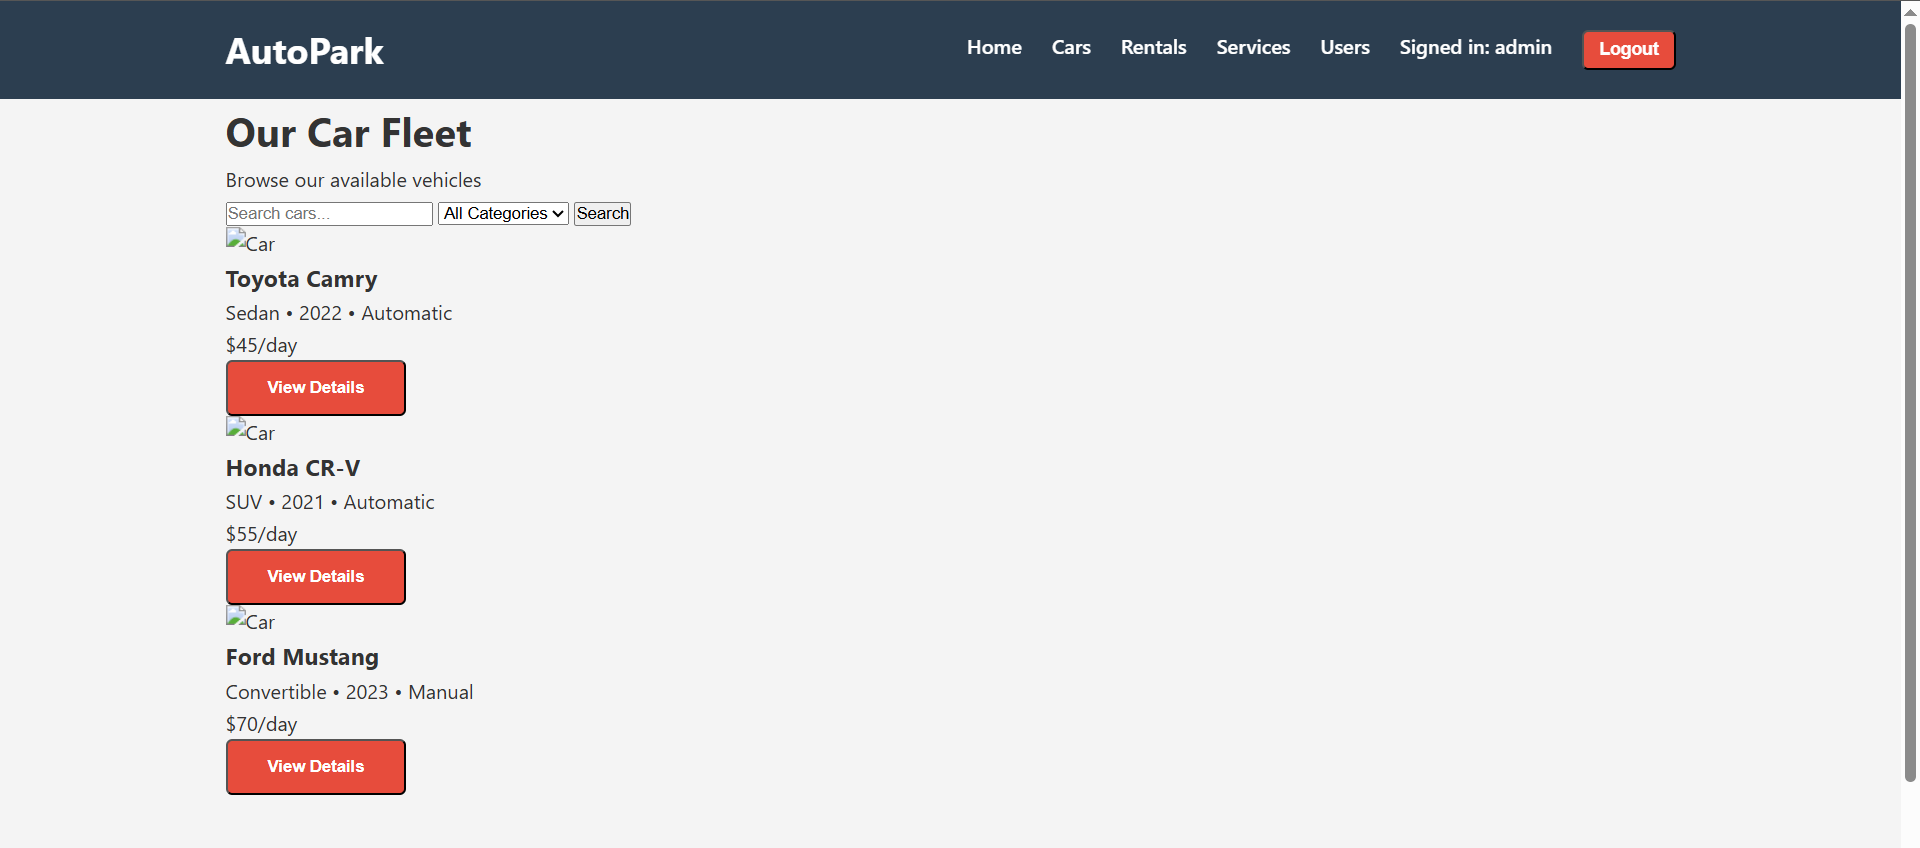 AutoPark
Home Cars Rentals Services Users Signed in: admin Logout
Our Car Fleet
Browse our available vehicles
Search cars... All Categories Search
Car
Toyota Camry
Sedan • 2022 • Automatic
$45/day
View Details
Car
Honda CR-V
SUV • 2021 • Automatic
$55/day
View Details
Car
Ford Mustang
Convertible • 2023 • Manual
$70/day
View Details